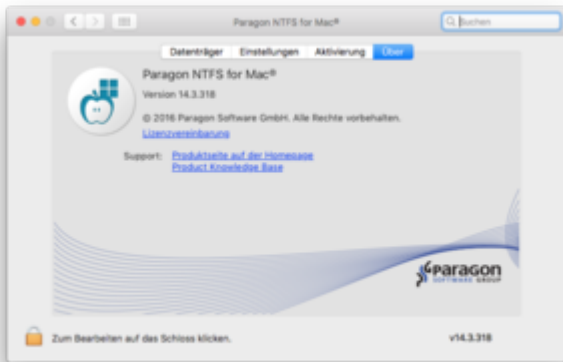 Paragon NTFS for Mac®
Suchen
Datenträger Einstellungen Aktivierung Über
Paragon NTFS for Mac®
Version 14.3.318
© 2016 Paragon Software GmbH. Alle Rechte vorbehalten.
Lizenzvereinbarung
Support: Produktseite auf der Homepage
Product Knowledge Base
Paragon
SOFTWARE GROUP
Zum Bearbeiten auf das Schloss klicken.
v14.3.318